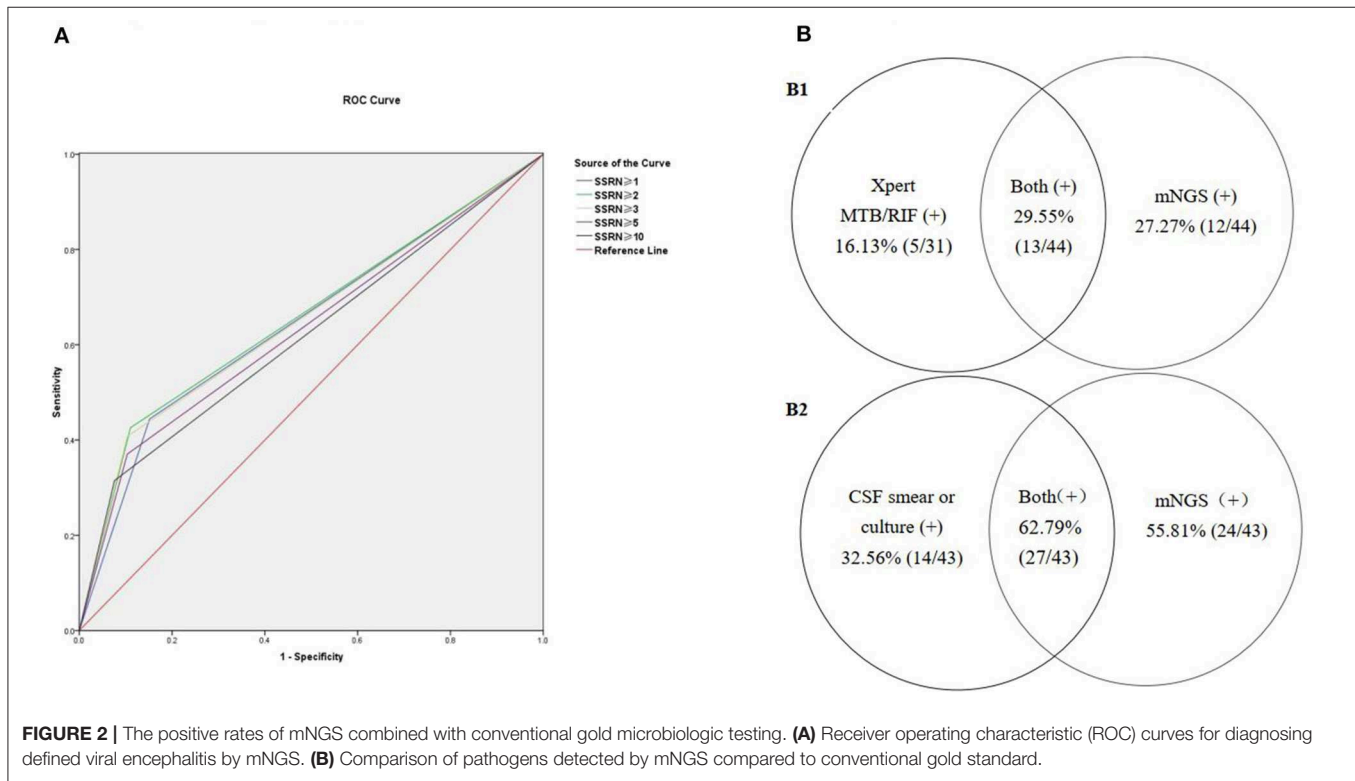 A
ROC Curve
1.0
0.8
0.6
0.4
0.2
0.0
Sensitivity
0.0 0.2 0.4 0.6 0.8 1.0
1 - Specificity
Source of the Curve
SSRN⩾1
SSRN⩾2
SSRN⩾3
SSRN⩾5
SSRN⩾10
Reference Line
B
B1
Xpert
MTB/RIF (+)
16.13% (5/31)
Both (+)
29.55%
(13/44)
mNGS (+)
27.27% (12/44)
B2
CSF smear or
culture (+)
32.56% (14/43)
Both(+)
62.79%
(27/43)
mNGS (+)
55.81% (24/43)
FIGURE 2 | The positive rates of mNGS combined with conventional gold microbiologic testing. (A) Receiver operating characteristic (ROC) curves for diagnosing
defined viral encephalitis by mNGS. (B) Comparison of pathogens detected by mNGS compared to conventional gold standard.